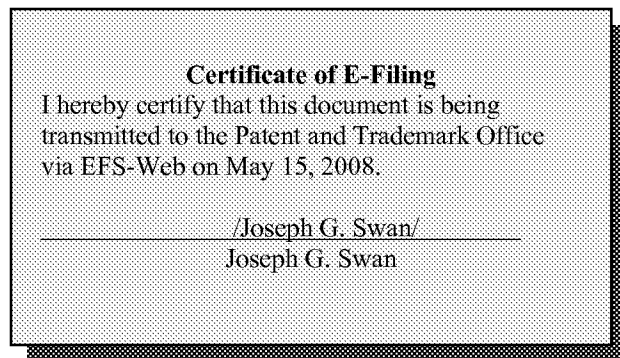 Certificate of E-Filing
I hereby certify that this document is being
transmitted to the Patent and Trademark Office
via EFS-Web on May 15, 2008.
/Joseph G. Swan/
Joseph G. Swan